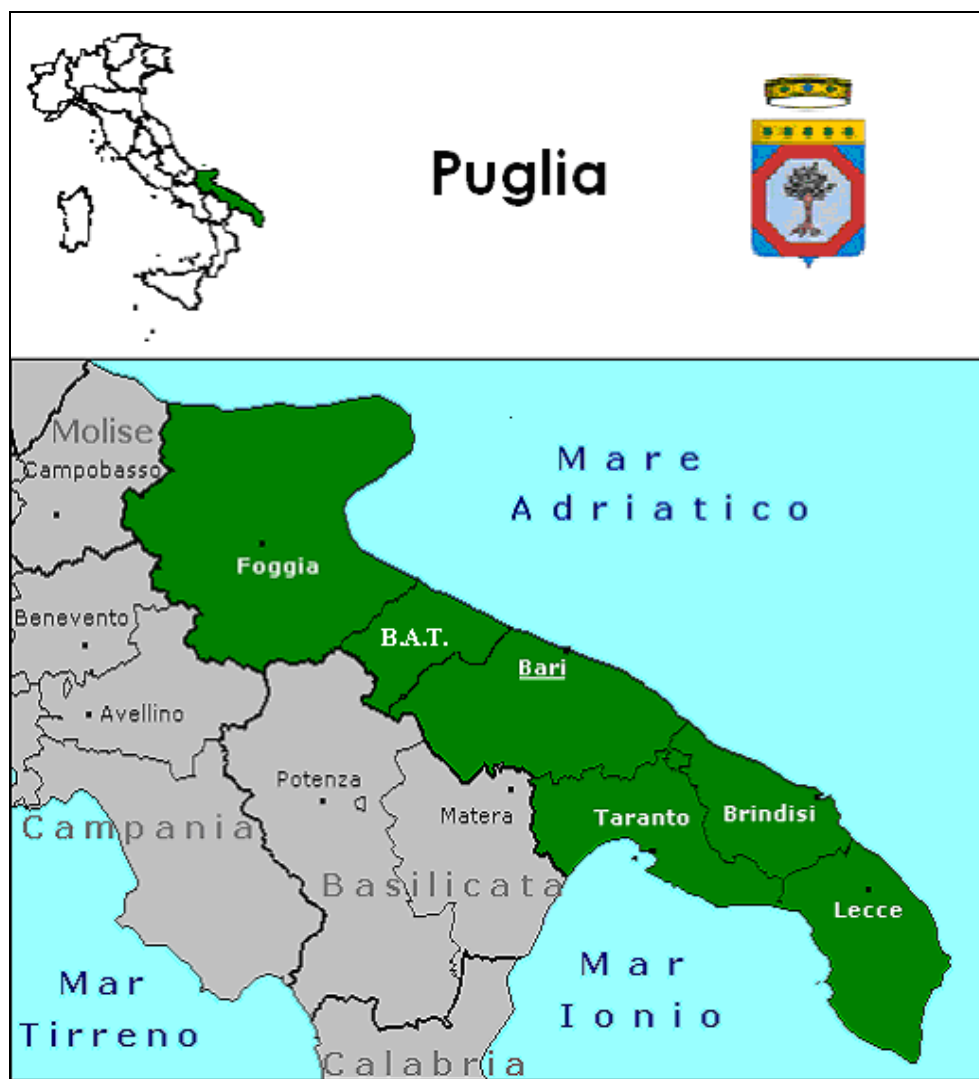 Puglia
Molise
Mare
Campobasso
Adriatico
Foggia
Benevento
B.A.T.
Bari
Avellino
Potenza
Matera
Taranto
Brindisi
Campania
Basilicata
Lecce
Mar
Tirreno
Mar
Ionio
Calabria